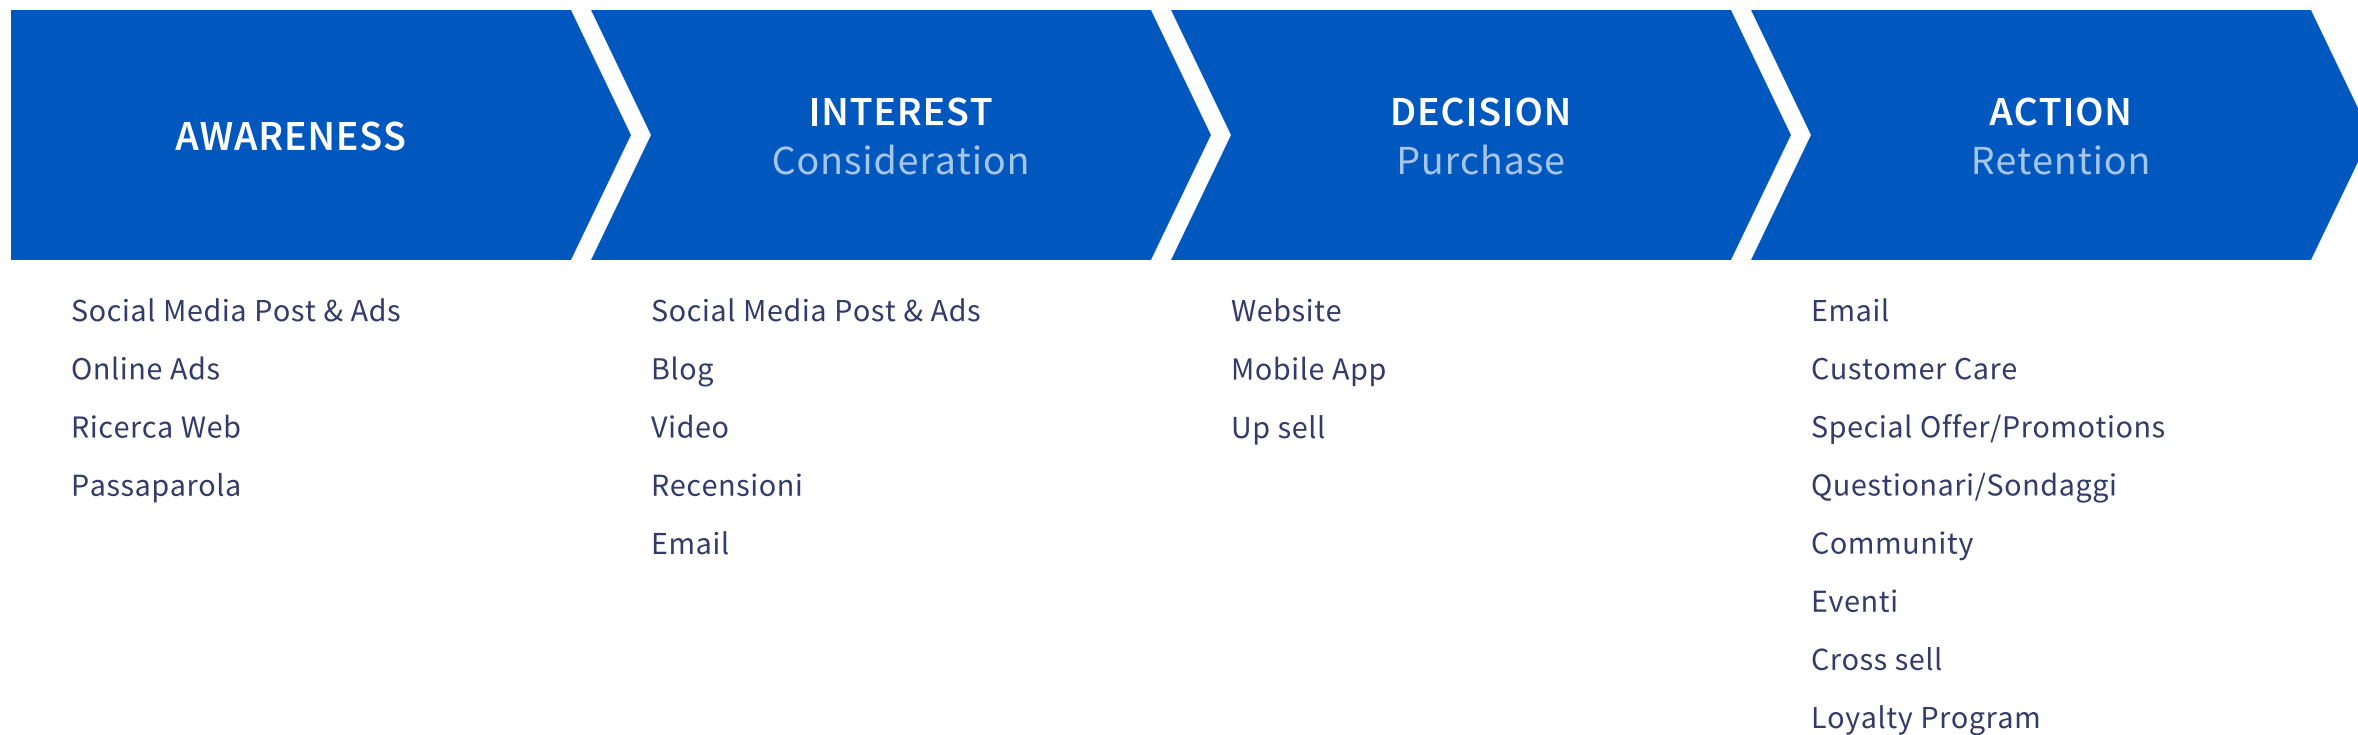 AWARENESS
INTEREST
Consideration
DECISION
Purchase
ACTION
Retention
Social Media Post & Ads
Online Ads
Ricerca Web
Passaparola
Social Media Post & Ads
Blog
Video
Recensioni
Email
Website
Mobile App
Up sell
Email
Customer Care
Special Offer/Promotions
Questionari/Sondaggi
Community
Eventi
Cross sell
Loyalty Program